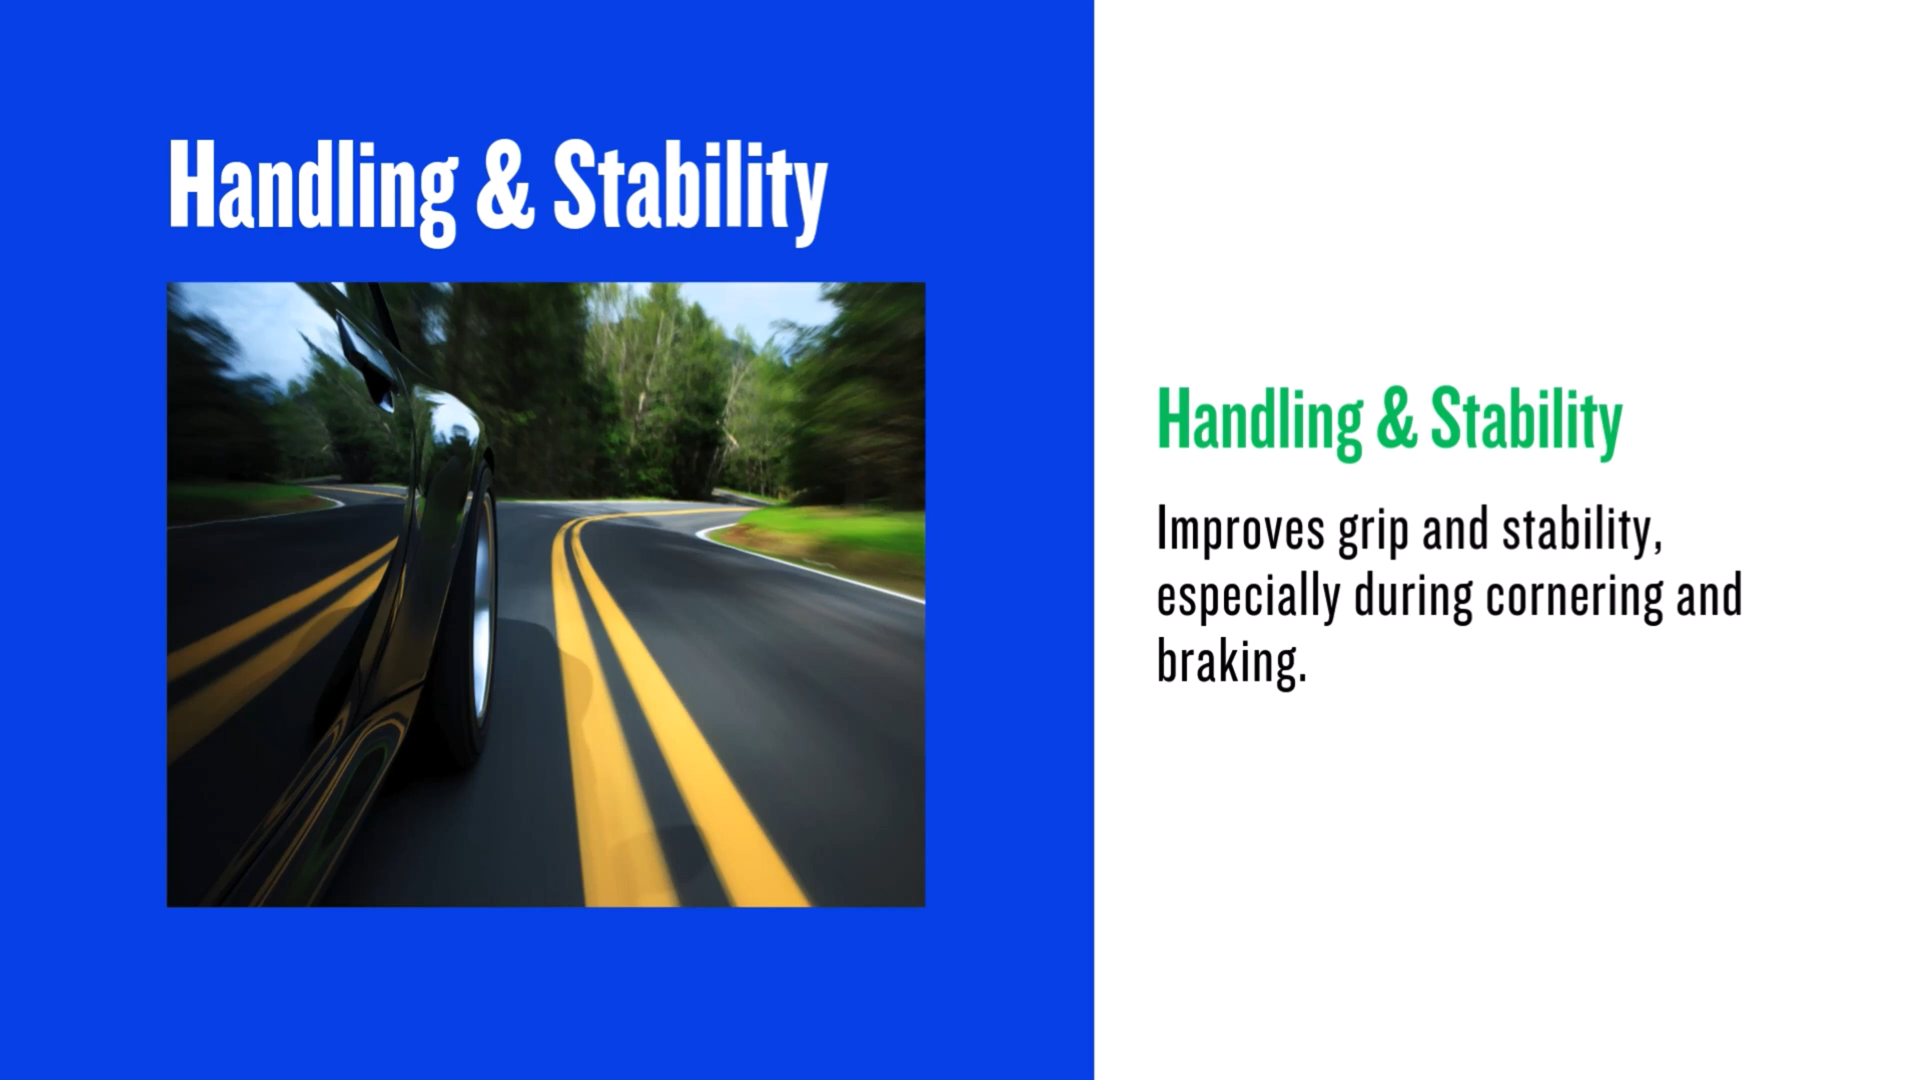 Handling & Stability
Handling & Stability
Improves grip and stability,
especially during cornering and
braking.